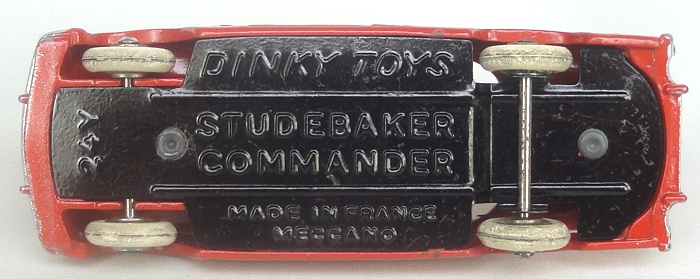 DINKY TOYS
24Y
STUDEBAKER
COMMANDER
MADE IN FRANCE
MECCANO